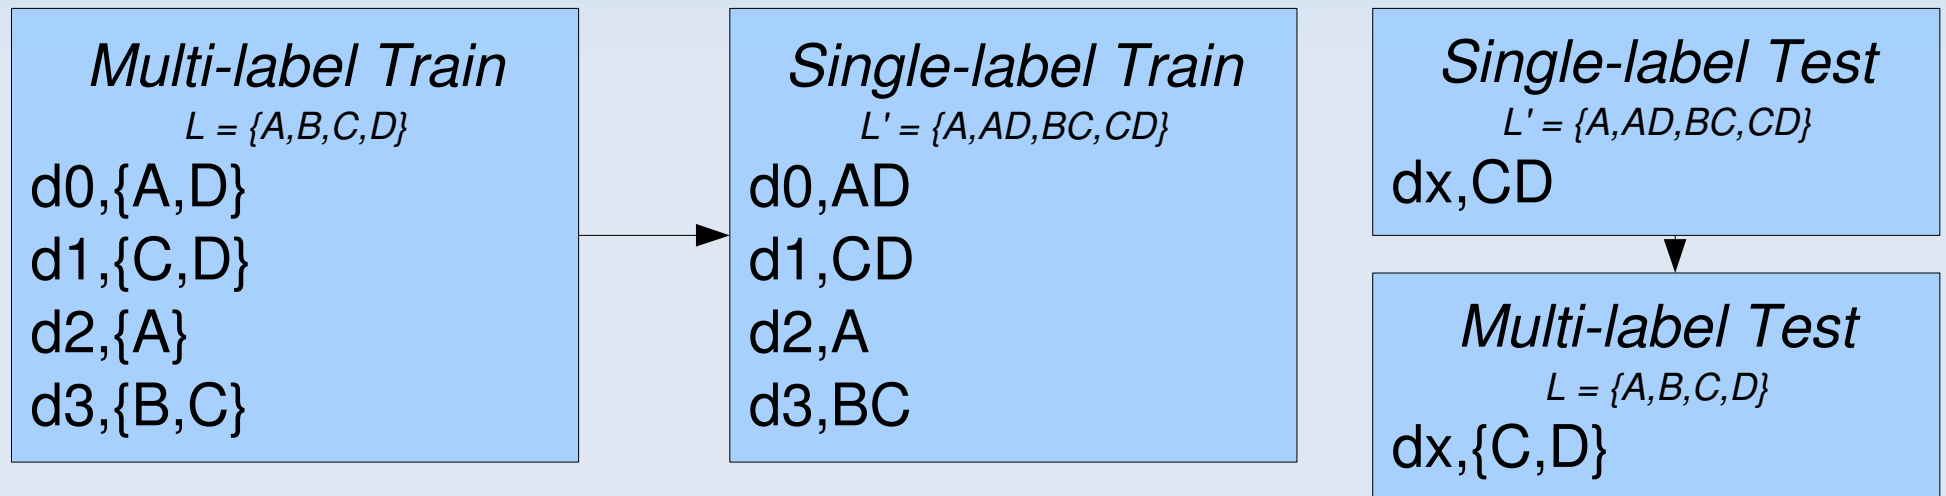 Multi-label Train
L = {A,B,C,D}
d0,{A,D}
d1,{C,D}
d2,{A}
d3,{B,C}
Single-label Train
L' = {A,AD,BC,CD}
d0,AD
d1,CD
d2,A
d3,BC
Single-label Test
L' = {A,AD,BC,CD}
dx,CD
Multi-label Test
L = {A,B,C,D}
dx,{C,D}